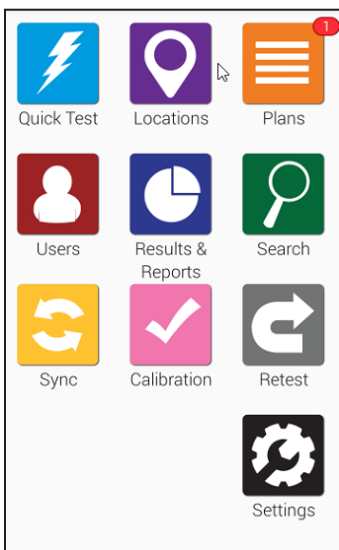 1
Quick Test
Locations
Plans
Users
Results &
Reports
Search
Sync
Calibration
Retest
Settings